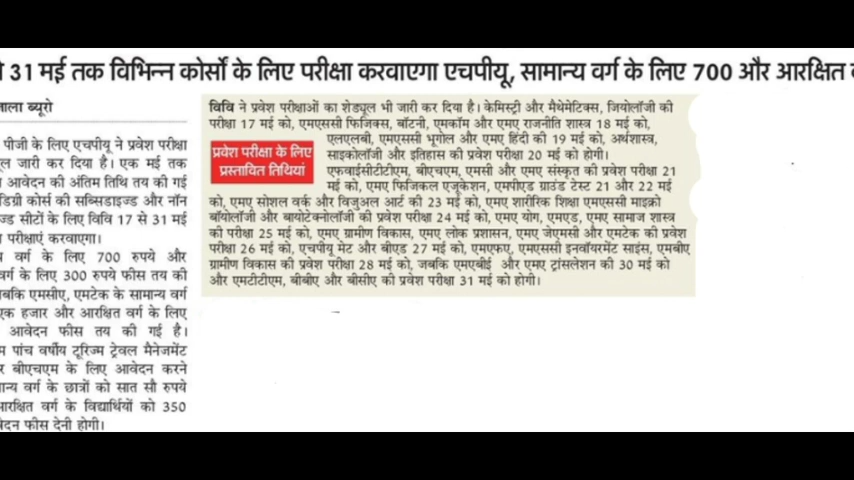 31 मई तक विभिन्न कोर्सों के लिए परीक्षा करवाएगा एचपीयू, सामान्य वर्ग के लिए 700 और आरक्षित
ब्यूरो
पीजी के लिए एचपीयू ने प्रवेश परीक्षा
जारी कर दिया है। एक मई तक
आवेदन की अंतिम तिथि तय की गई
डिग्री कोर्स की सब्सिडाइज्ड और नॉन
सीटों के लिए विवि 17 से 31 मई
परीक्षाएं करवाएगा।
वर्ग के लिए 700 रुपये और
वर्ग के लिए 300 रुपये फीस तय की
जबकि एमसीए, एमटेक के सामान्य वर्ग
एक हजार और आरक्षित वर्ग के लिए
आवेदन फीस तय की गई है।
पांच वर्षीय टूरिज्म ट्रेवल मैनेजमेंट
बीएचएम के लिए आवेदन करने
के छात्रों को सात सौ रुपये
आरक्षित वर्ग के विद्यार्थियों को 350
फीस देनी होगी।
विवि ने प्रवेश परीक्षाओं का शेड्यूल भी जारी कर दिया है। केमिस्ट्री और मैथेमेटिक्स, जियोलॉजी की
परीक्षा 17 मई को, एमएससी फिजिक्स, बॉटनी, एमकॉम और एमए राजनीति शास्त्र 18 मई को,
प्रवेश परीक्षा के लिए
प्रस्तावित तिथियां
एलएलबी, एमएससी भूगोल और एमए हिंदी की 19 मई को, अर्थशास्त्र,
साइकोलॉजी और इतिहास की प्रवेश परीक्षा 20 मई को होगी।
एफवाईसीटीटीएम, बीएचएम, एमसी और एमए संस्कृत की प्रवेश परीक्षा 21
मई को, एमए फिजिकल एजूकेशन, एमपीएड ग्राउंड टेस्ट 21 और 22 मई
को, एमए सोशल वर्क और विजुअल आर्ट की 23 मई को, एमए शारीरिक शिक्षा एमएससी माइक्रो
बॉयोलॉजी और बायोटेक्नोलॉजी की प्रवेश परीक्षा 24 मई को, एमए योग, एमएड, एमए समाज शास्त्र
की परीक्षा 25 मई को, एमए ग्रामीण विकास, एमए लोक प्रशासन, एमए जेएमसी और एमटेक की प्रवेश
परीक्षा 26 मई को, एचपीयू मेट और बीएड 27 मई को, एमएफए, एमएससी इनवॉयरमेंट साइंस, एमबीए
ग्रामीण विकास की प्रवेश परीक्षा 28 मई को, जबकि एमएबीई और एमए ट्रांसलेशन की 30 मई को
और एमटीटीएम, बीबीए और बीसीए की प्रवेश परीक्षा 31 मई को होगी।